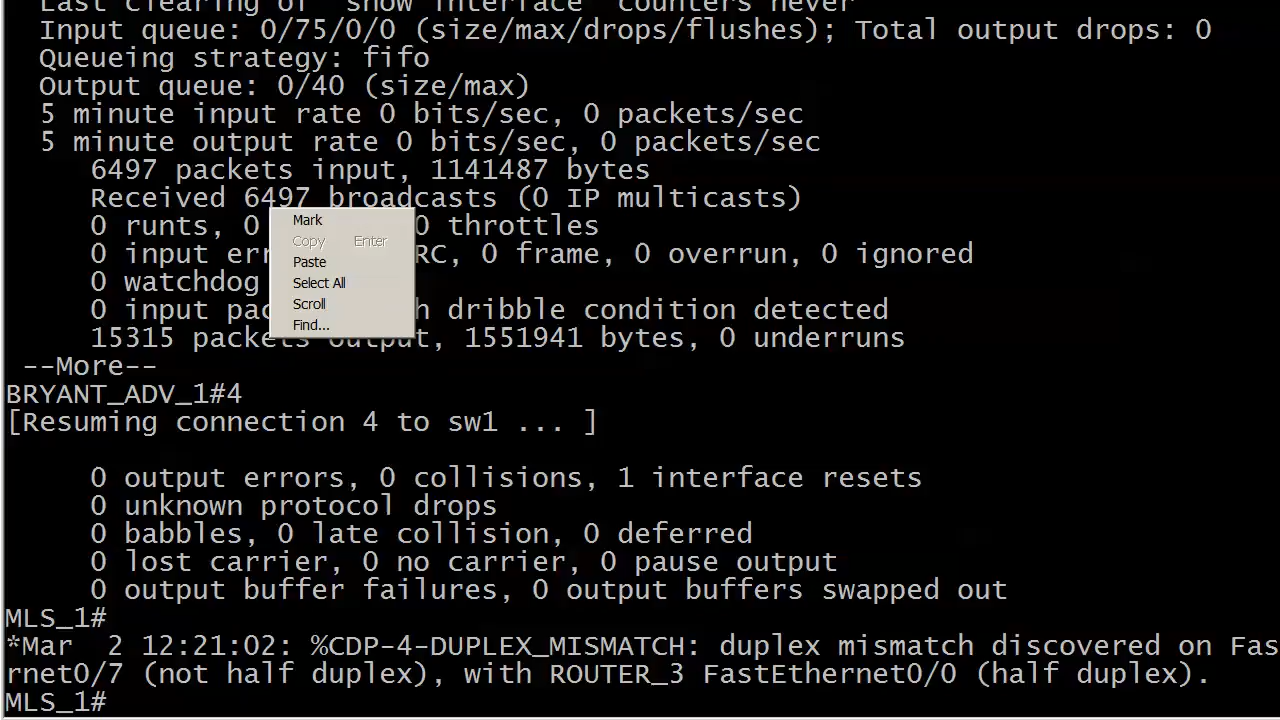 Last clearing of "show interface" counters never
Input queue: 0/75/0/0 (size/max/drops/flushes); Total output drops: 0
Queueing strategy: fifo
Output queue: 0/40 (size/max)
5 minute input rate 0 bits/sec, 0 packets/sec
5 minute output rate 0 bits/sec, 0 packets/sec
6497 packets input, 1141487 bytes
Received 6497 broadcasts (0 IP multicasts)
0 runts, 0 0 throttles
0 input err RC, 0 frame, 0 overrun, 0 ignored
0 watchdog
0 input pac h dribble condition detected
15315 packets output, 1551941 bytes, 0 underruns
Mark
Copy Enter
Paste
Select All
Scroll
Find...
--More--
BRYANT_ADV_1#4
[Resuming connection 4 to sw1 ... ]
0 output errors, 0 collisions, 1 interface resets
0 unknown protocol drops
0 babbles, 0 late collision, 0 deferred
0 lost carrier, 0 no carrier, 0 pause output
0 output buffer failures, 0 output buffers swapped out
MLS_1#
*Mar  2 12:21:02: %CDP-4-DUPLEX_MISMATCH: duplex mismatch discovered on Fas
rnet0/7 (not half duplex), with ROUTER_3 FastEthernet0/0 (half duplex).
MLS_1#